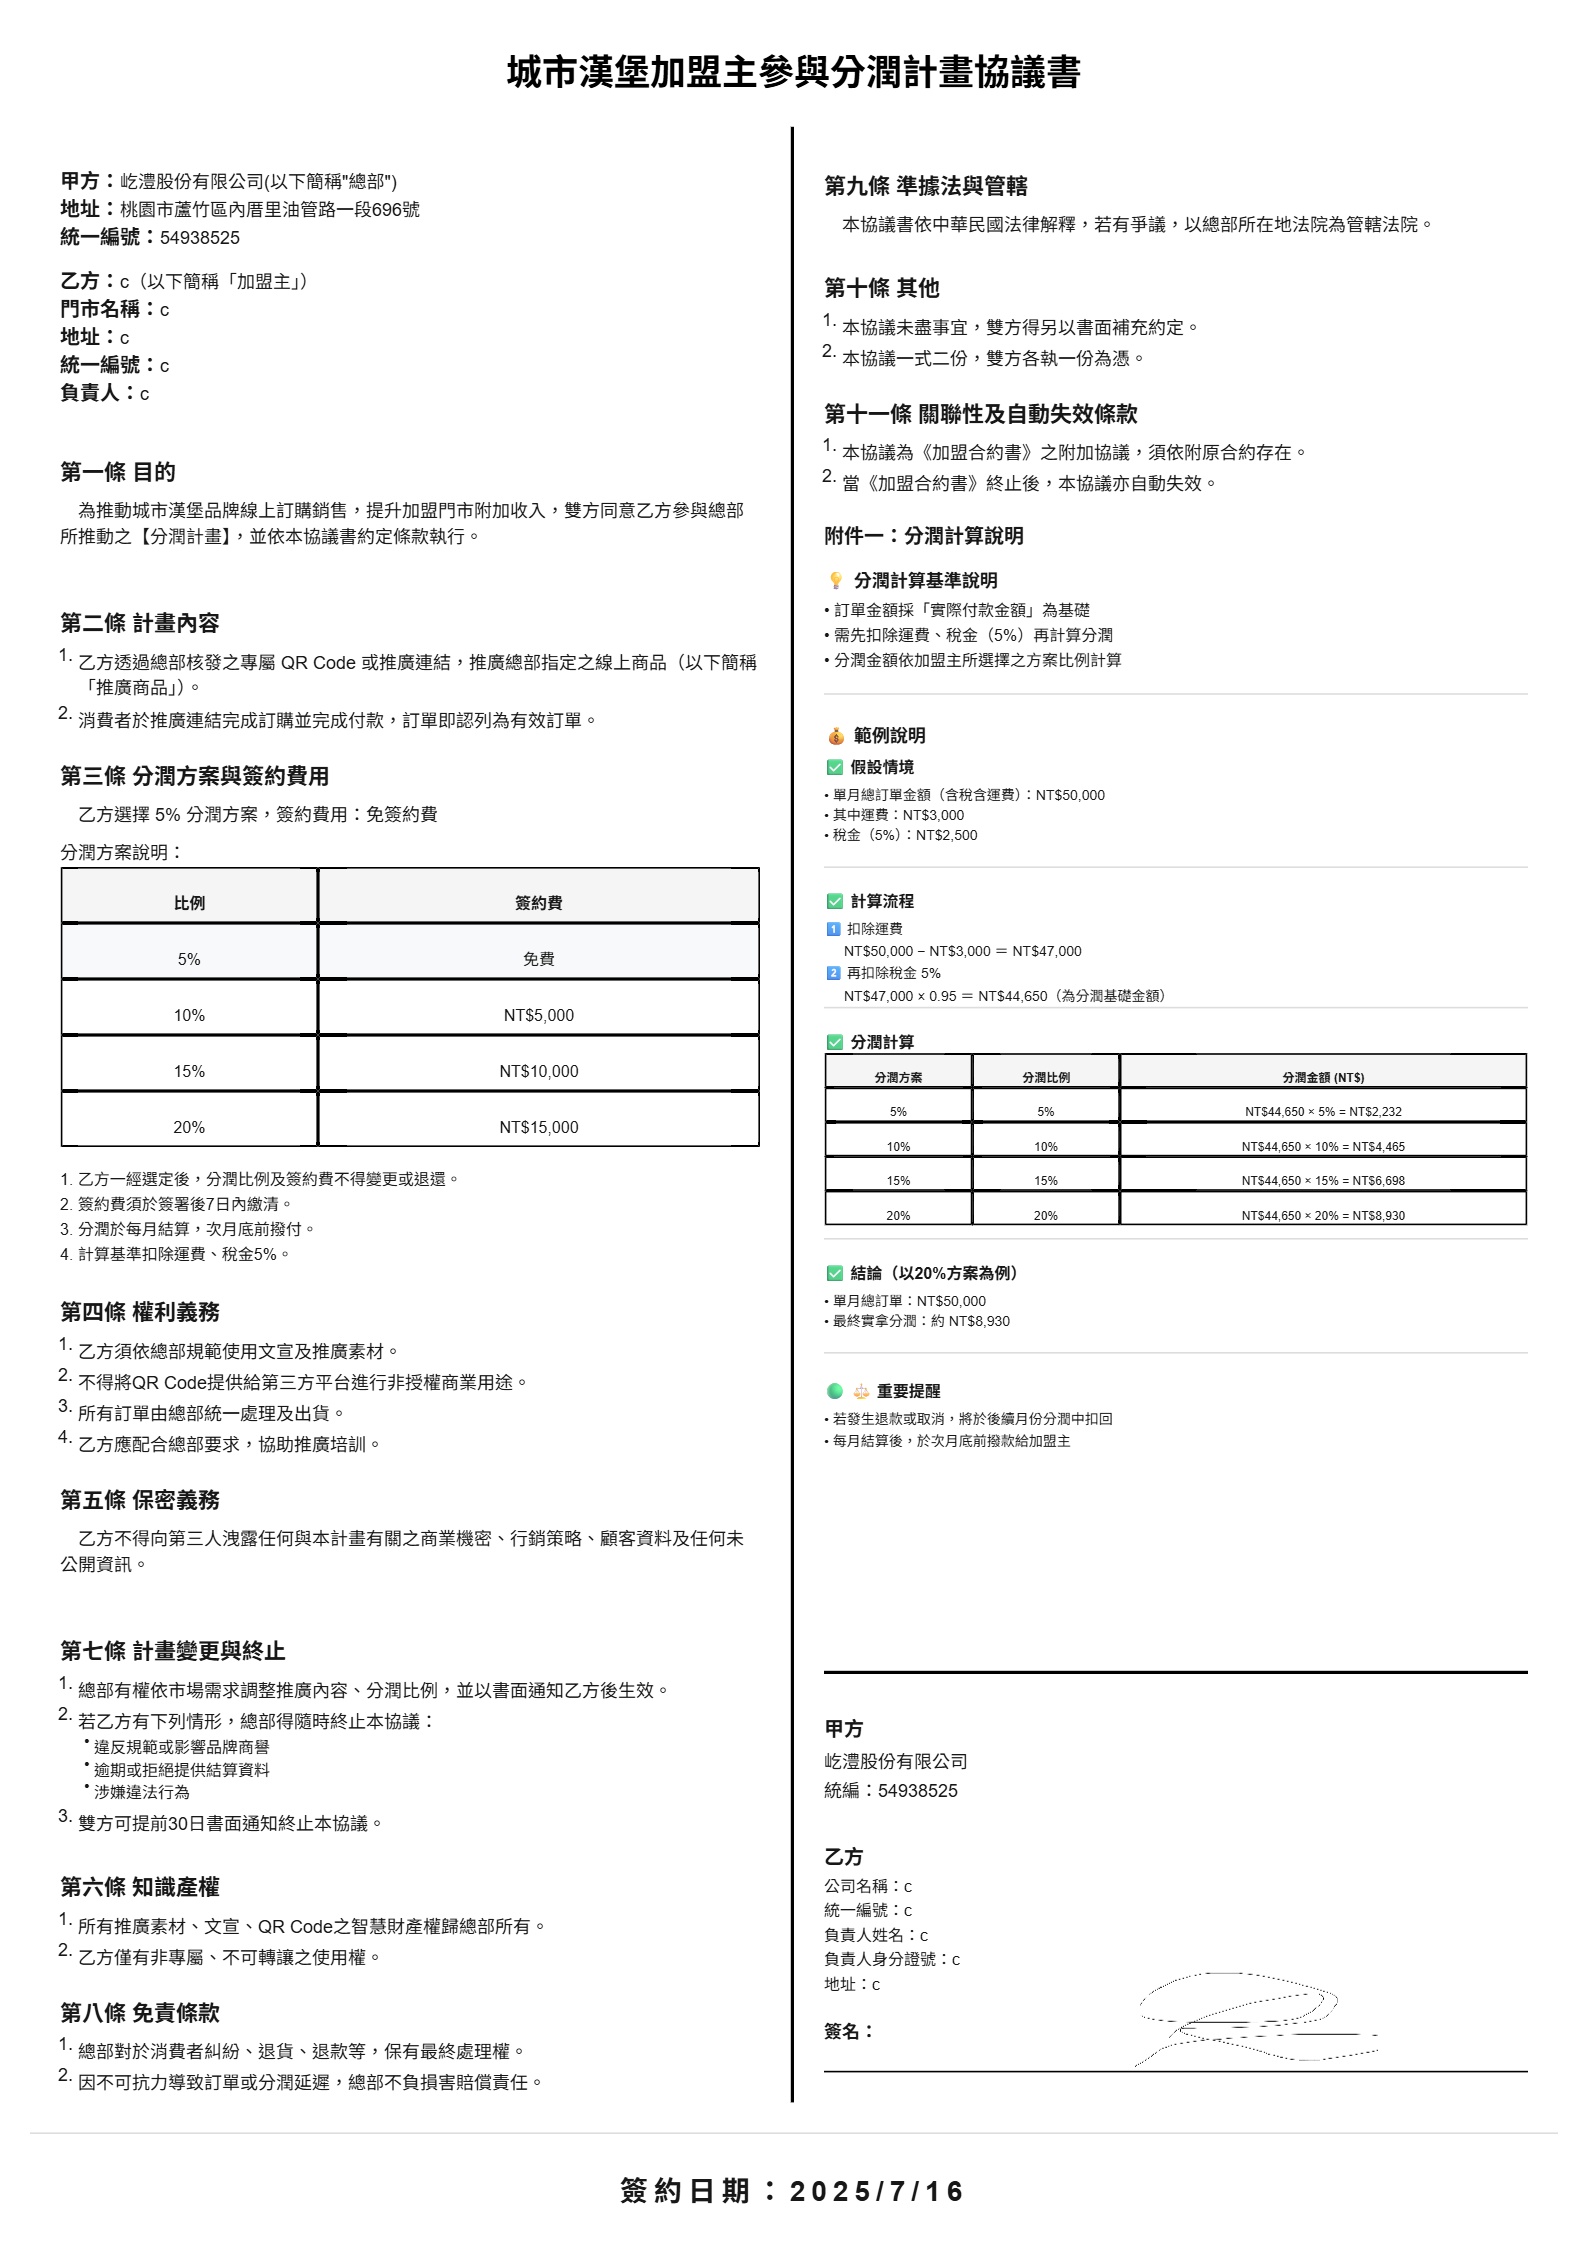 城市漢堡加盟主參與分潤計畫協議書
甲方：屹澧股份有限公司(以下簡稱"總部")
地址：桃園市蘆竹區內厝里油管路一段696號
統一編號：54938525
乙方：c（以下簡稱「加盟主」）
門市名稱：c
地址：c
統一編號：c
負責人：c
第一條 目的
為推動城市漢堡品牌線上訂購銷售，提升加盟門市附加收入，雙方同意乙方參與總部
所推動之【分潤計畫】，並依本協議書約定條款執行。
第二條 計畫內容
1. 乙方透過總部核發之專屬 QR Code 或推廣連結，推廣總部指定之線上商品（以下簡稱
「推廣商品」）。
2. 消費者於推廣連結完成訂購並完成付款，訂單即認列為有效訂單。
第三條 分潤方案與簽約費用
乙方選擇 5% 分潤方案，簽約費用：免簽約費
分潤方案說明：
比例 簽約費
5% 免費
10% NT$5,000
15% NT$10,000
20% NT$15,000
1. 乙方一經選定後，分潤比例及簽約費不得變更或退還。
2. 簽約費須於簽署後7日內繳清。
3. 分潤於每月結算，次月底前撥付。
4. 計算基準扣除運費、稅金5%。
第四條 權利義務
1. 乙方須依總部規範使用文宣及推廣素材。
2. 不得將QR Code提供給第三方平台進行非授權商業用途。
3. 所有訂單由總部統一處理及出貨。
4. 乙方應配合總部要求，協助推廣培訓。
第五條 保密義務
乙方不得向第三人洩露任何與本計畫有關之商業機密、行銷策略、顧客資料及任何未
公開資訊。
第七條 計畫變更與終止
1. 總部有權依市場需求調整推廣內容、分潤比例，並以書面通知乙方後生效。
2. 若乙方有下列情形，總部得隨時終止本協議：
• 違反規範或影響品牌商譽
• 逾期或拒絕提供結算資料
• 涉嫌違法行為
3. 雙方可提前30日書面通知終止本協議。
第六條 知識產權
1. 所有推廣素材、文宣、QR Code之智慧財產權歸總部所有。
2. 乙方僅有非專屬、不可轉讓之使用權。
第八條 免責條款
1. 總部對於消費者糾紛、退貨、退款等，保有最終處理權。
2. 因不可抗力導致訂單或分潤延遲，總部不負損害賠償責任。
第九條 準據法與管轄
本協議書依中華民國法律解釋，若有爭議，以總部所在地法院為管轄法院。
第十條 其他
1. 本協議未盡事宜，雙方得另以書面補充約定。
2. 本協議一式二份，雙方各執一份為憑。
第十一條 關聯性及自動失效條款
1. 本協議為《加盟合約書》之附加協議，須依附原合約存在。
2. 當《加盟合約書》終止後，本協議亦自動失效。
附件一：分潤計算說明
💡 分潤計算基準說明
• 訂單金額採「實際付款金額」為基礎
• 需先扣除運費、稅金（5%）再計算分潤
• 分潤金額依加盟主所選擇之方案比例計算
💰 範例說明
✅ 假設情境
• 單月總訂單金額（含稅含運費）：NT$50,000
• 其中運費：NT$3,000
• 稅金（5%）：NT$2,500
✅ 計算流程
1️⃣ 扣除運費
NT$50,000 − NT$3,000 ＝ NT$47,000
2️⃣ 再扣除稅金 5%
NT$47,000 × 0.95 ＝ NT$44,650（為分潤基礎金額）
✅ 分潤計算
分潤方案 分潤比例 分潤金額 (NT$)
5% 5% NT$44,650 × 5% = NT$2,232
10% 10% NT$44,650 × 10% = NT$4,465
15% 15% NT$44,650 × 15% = NT$6,698
20% 20% NT$44,650 × 20% = NT$8,930
✅ 結論（以20%方案為例）
• 單月總訂單：NT$50,000
• 最終實拿分潤：約 NT$8,930
🟢 ⚖️ 重要提醒
• 若發生退款或取消，將於後續月份分潤中扣回
• 每月結算後，於次月底前撥款給加盟主
甲方
屹澧股份有限公司
統編：54938525
乙方
公司名稱：c
統一編號：c
負責人姓名：c
負責人身分證號：c
地址：c
簽名：
簽約日期：2025/7/16